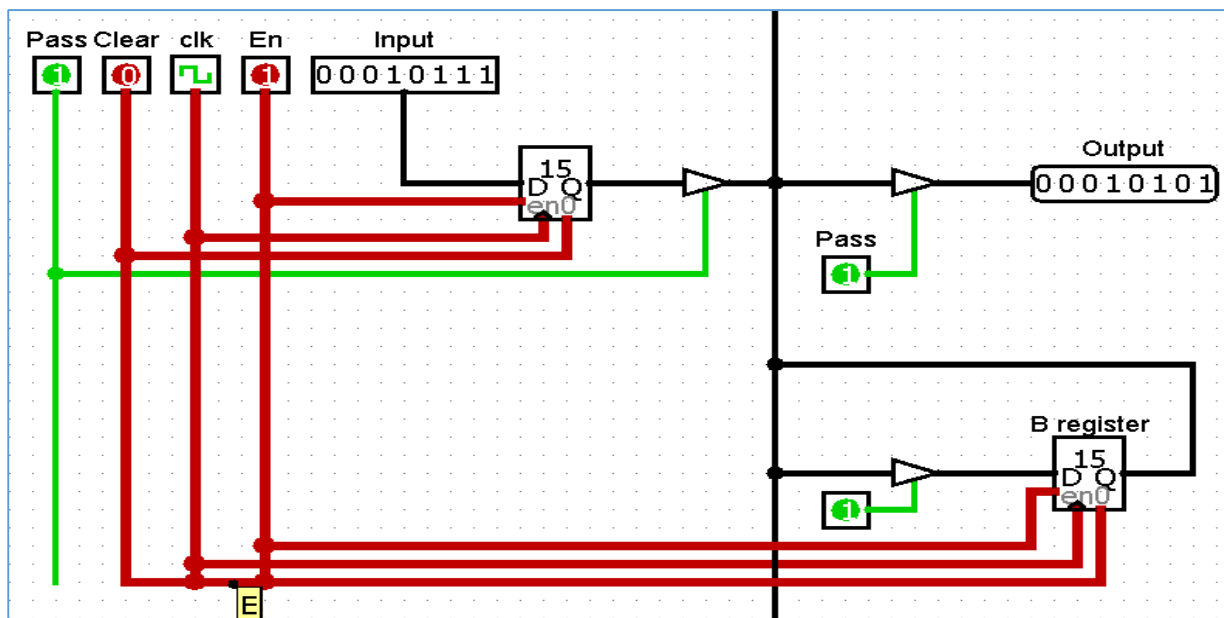 Pass Clear clk En Input
1 0 1 00010111
15
D Q
en0
Output
00010101
Pass
1
B register
15
D Q
en0
1
E